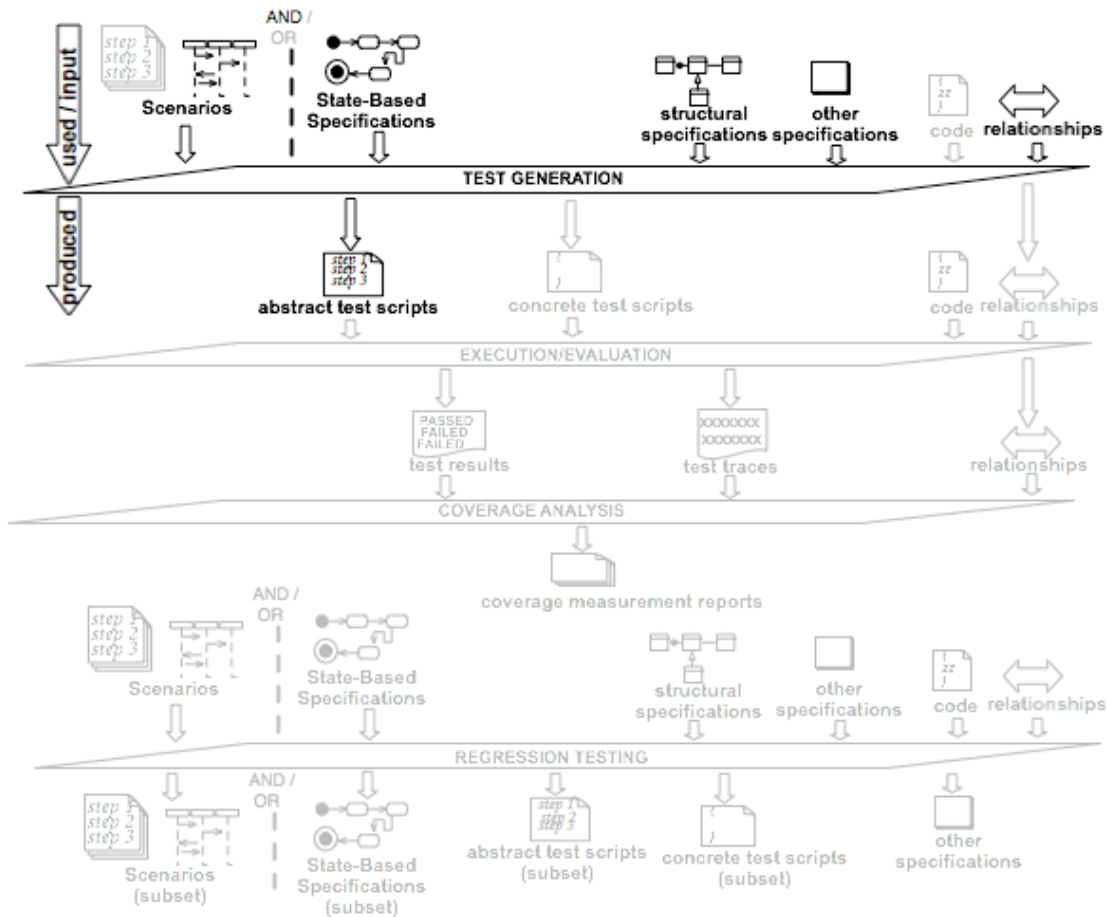 used / input
step 1
step 2
step 3
Scenarios
AND /
OR
State-Based
Specifications
structural
specifications
other
specifications
{
zz
}
code
relationships
TEST GENERATION
produced
step 1
step 2
step 3
abstract test scripts
{
}
concrete test scripts
{
zz
}
code
relationships
EXECUTION/EVALUATION
PASSED
FAILED
FAILED
test results
XXXXXXX
XXXXXXX
test traces
relationships
COVERAGE ANALYSIS
coverage measurement reports
step 1
step 2
step 3
Scenarios
AND /
OR
State-Based
Specifications
structural
specifications
other
specifications
{
zz
}
code
relationships
REGRESSION TESTING
step 1
step 2
step 3
Scenarios
(subset)
AND /
OR
State-Based
Specifications
(subset)
step 1
step 2
step 3
abstract test scripts
(subset)
{
}
concrete test scripts
(subset)
other
specifications